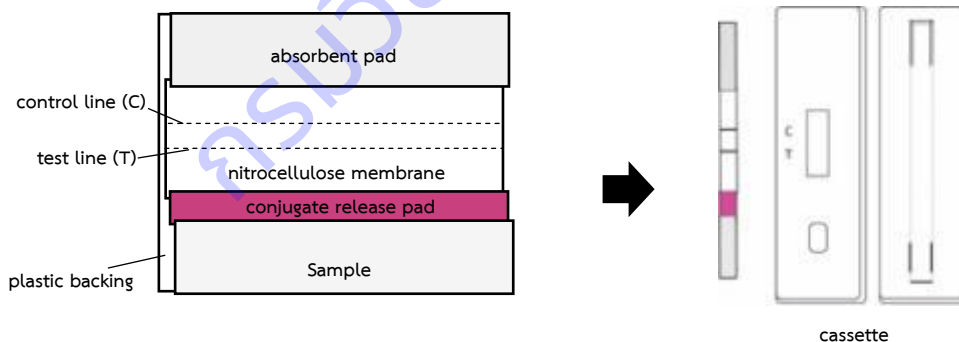 absorbent pad
control line (C)
test line (T)
nitrocellulose membrane
conjugate release pad
Sample
plastic backing
C
T
cassette